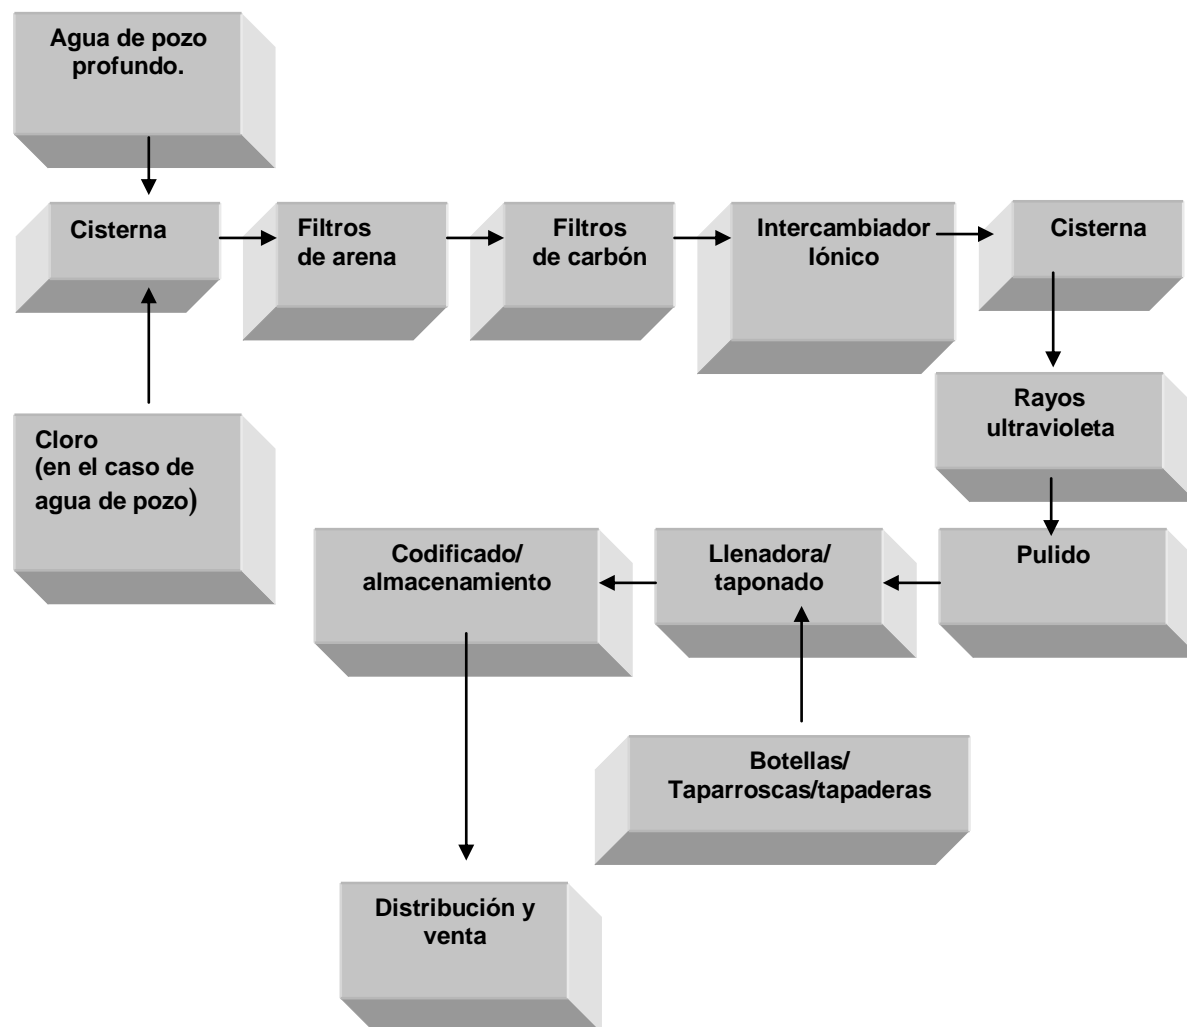 Agua de pozo
profundo.
Cisterna
Filtros
de arena
Filtros
de carbón
Intercambiador
Iónico
Cisterna
Rayos
ultravioleta
Cloro
(en el caso de
agua de pozo)
Codificado/
almacenamiento
Llenadora/
taponado
Pulido
Botellas/
Taparroscas/tapaderas
Distribución y
venta